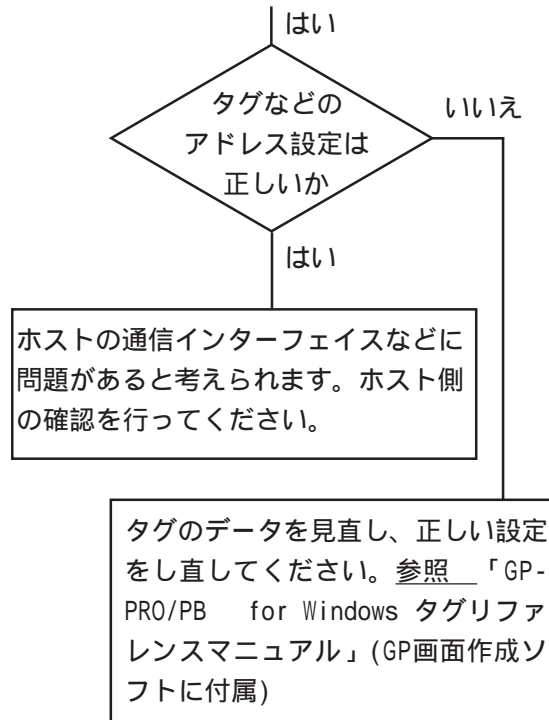 はい
タグなどの
アドレス設定は
正しいか
いいえ
はい
ホストの通信インターフェイスなどに
問題があると考えられます。ホスト側
の確認を行ってください。
タグのデータを見直し、正しい設定
をし直してください。参照 「GP-
PRO/PB for Windows タグリファ
レンスマニュアル」(GP画面作成ソ
フトに付属)